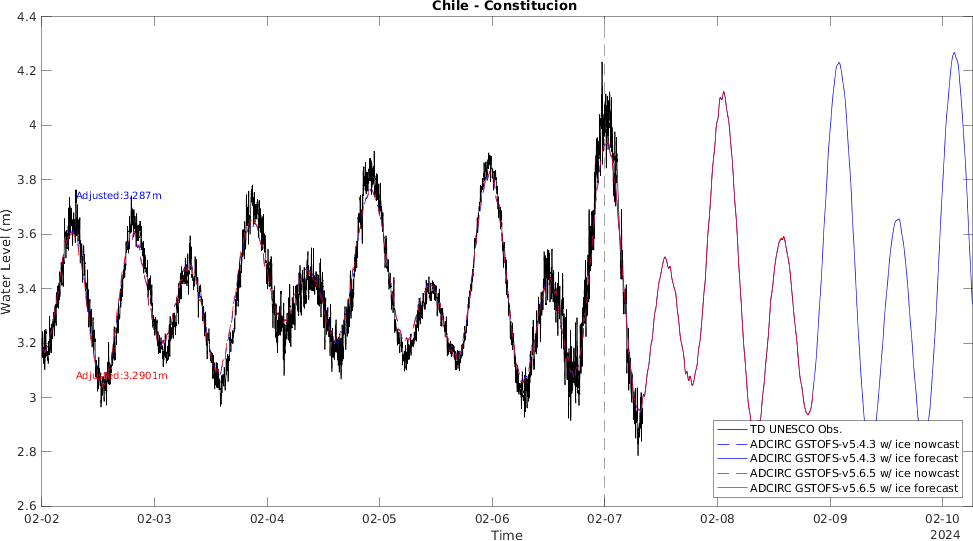 Chile - Constitucion
4.4
4.2
4
3.8
3.6
3.4
3.2
3
2.8
2.6
Water Level (m)
Adjusted:3.287m
Adjusted:3.2901m
TD UNESCO Obs.
ADCIRC GSTOFS-v5.4.3 w/ ice nowcast
ADCIRC GSTOFS-v5.4.3 w/ ice forecast
ADCIRC GSTOFS-v5.6.5 w/ ice nowcast
ADCIRC GSTOFS-v5.6.5 w/ ice forecast
02-02 02-03 02-04 02-05 02-06 02-07 02-08 02-09 02-10
Time
2024